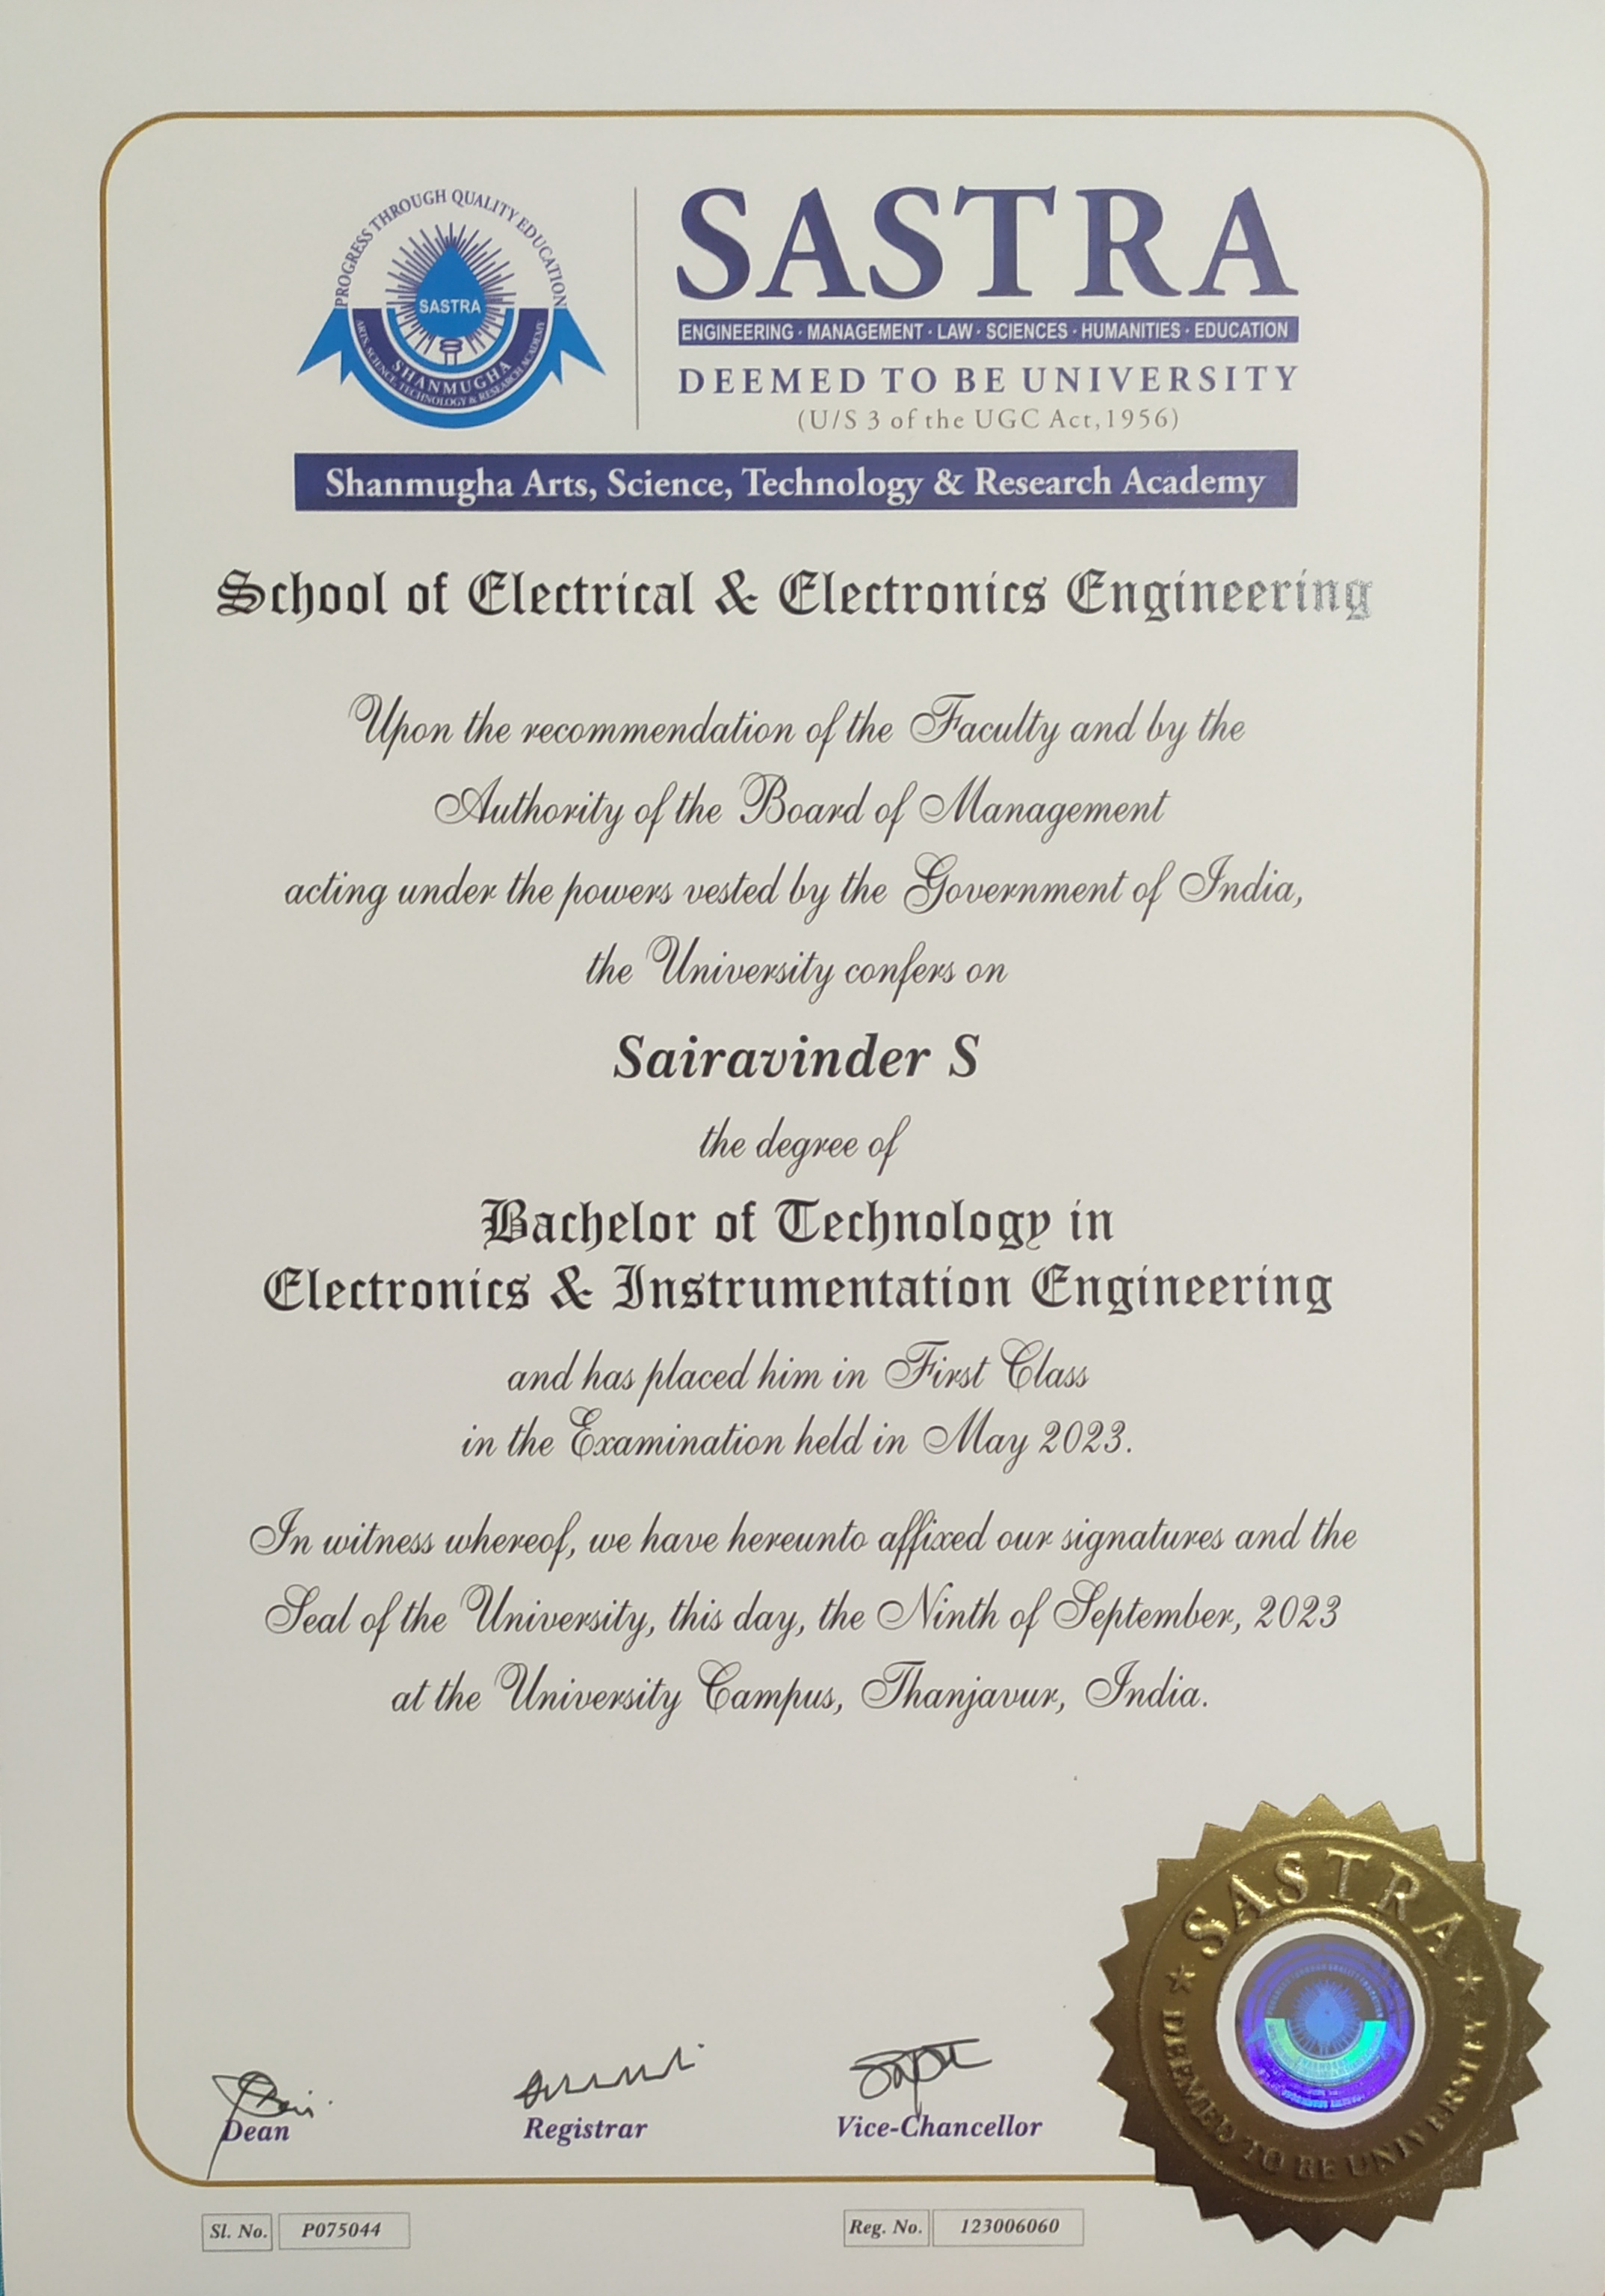 PROGRESS THROUGH QUALITY EDUCATION
SASTRA
SHANMUGHA
ARTS, SCIENCE, TECHNOLOGY & RESEARCH ACADEMY
SASTRA
ENGINEERING · MANAGEMENT · LAW · SCIENCES · HUMANITIES · EDUCATION
DEEMED TO BE UNIVERSITY
(U/S 3 of the UGC Act,1956)
Shanmugha Arts, Science, Technology & Research Academy
School of Electrical & Electronics Engineering
Upon the recommendation of the Faculty and by the
Authority of the Board of Management
acting under the powers vested by the Government of India,
the University confers on
Sairavinder S
the degree of
Bachelor of Technology in
Electronics & Instrumentation Engineering
and has placed him in First Class
in the Examination held in May 2023.
In witness whereof, we have hereunto affixed our signatures and the
Seal of the University, this day, the Ninth of September, 2023
at the University Campus, Thanjavur, India.
Dean
Registrar
Vice-Chancellor
SASTRA
DEEMED TO BE UNIVERSITY
Sl. No. P075044
Reg. No. 123006060